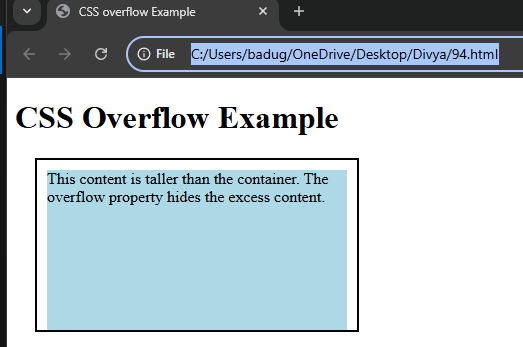 CSS overflow Example
File
C:/Users/badug/OneDrive/Desktop/Divya/94.html
CSS Overflow Example
This content is taller than the container. The
overflow property hides the excess content.